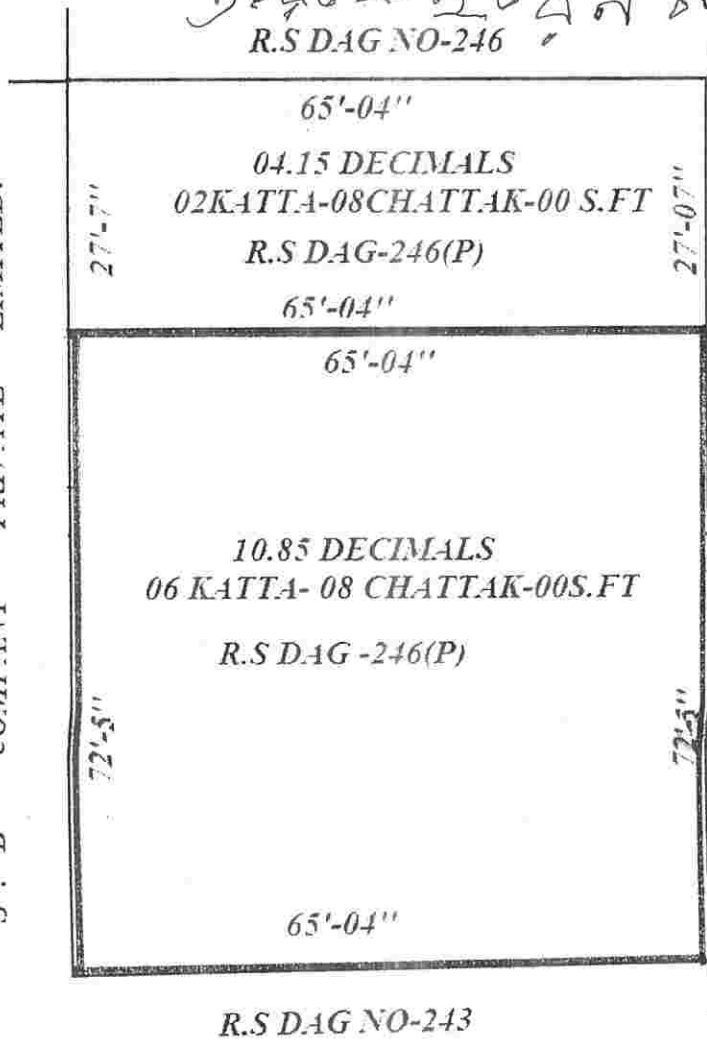 R.S DAG NO-246
65'-04''
04.15 DECIMALS
02KATTA-08CHATTAK-00 S.FT
27'-7''
27'-07''
R.S DAG-246(P)
65'-04''
65'-04''
10.85 DECIMALS
06 KATTA- 08 CHATTAK-00S.FT
R.S DAG -246(P)
72'-5''
72'-5''
65'-04''
R.S DAG NO-243